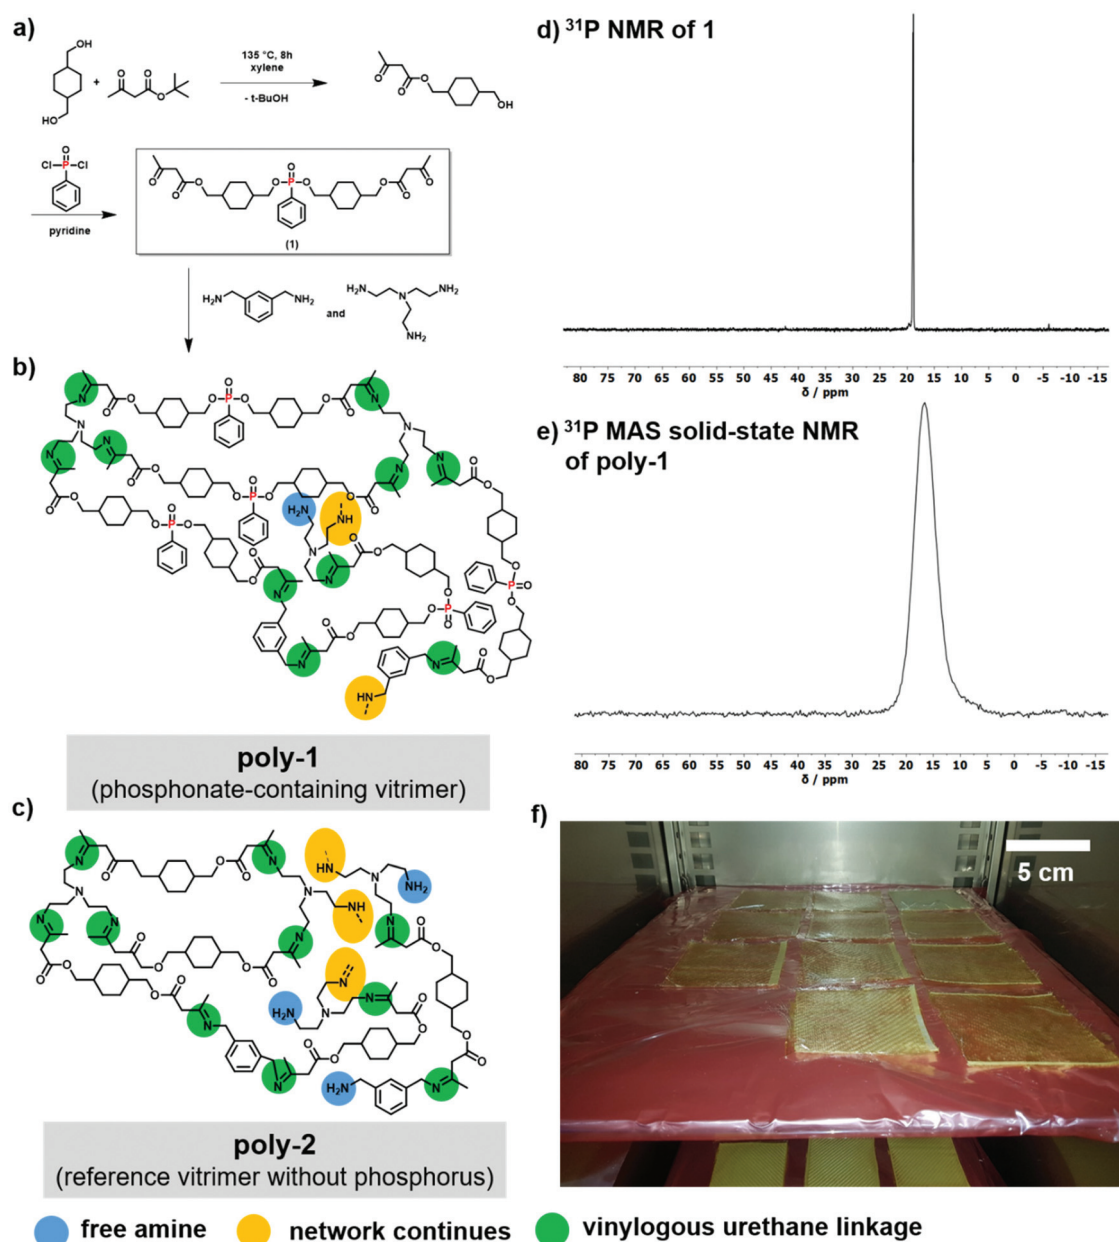 a)
OH
HO
+
O O
O
135 °C, 8h
xylene
- t-BuOH
O
O
O
OH
O
Cl P Cl
pyridine
O O O P O O O O O
(1)
H₂N NH₂
and
H₂N N NH₂
NH₂
b)
poly-1
(phosphonate-containing vitrimer)
c)
poly-2
(reference vitrimer without phosphorus)
free amine
network continues
vinylogous urethane linkage
d) ³¹P NMR of 1
80 75 70 65 60 55 50 45 40 35 30 25 20 15 10 5 0 -5 -10 -15
δ / ppm
e) ³¹P MAS solid-state NMR
of poly-1
80 75 70 65 60 55 50 45 40 35 30 25 20 15 10 5 0 -5 -10 -15
δ / ppm
f)
5 cm